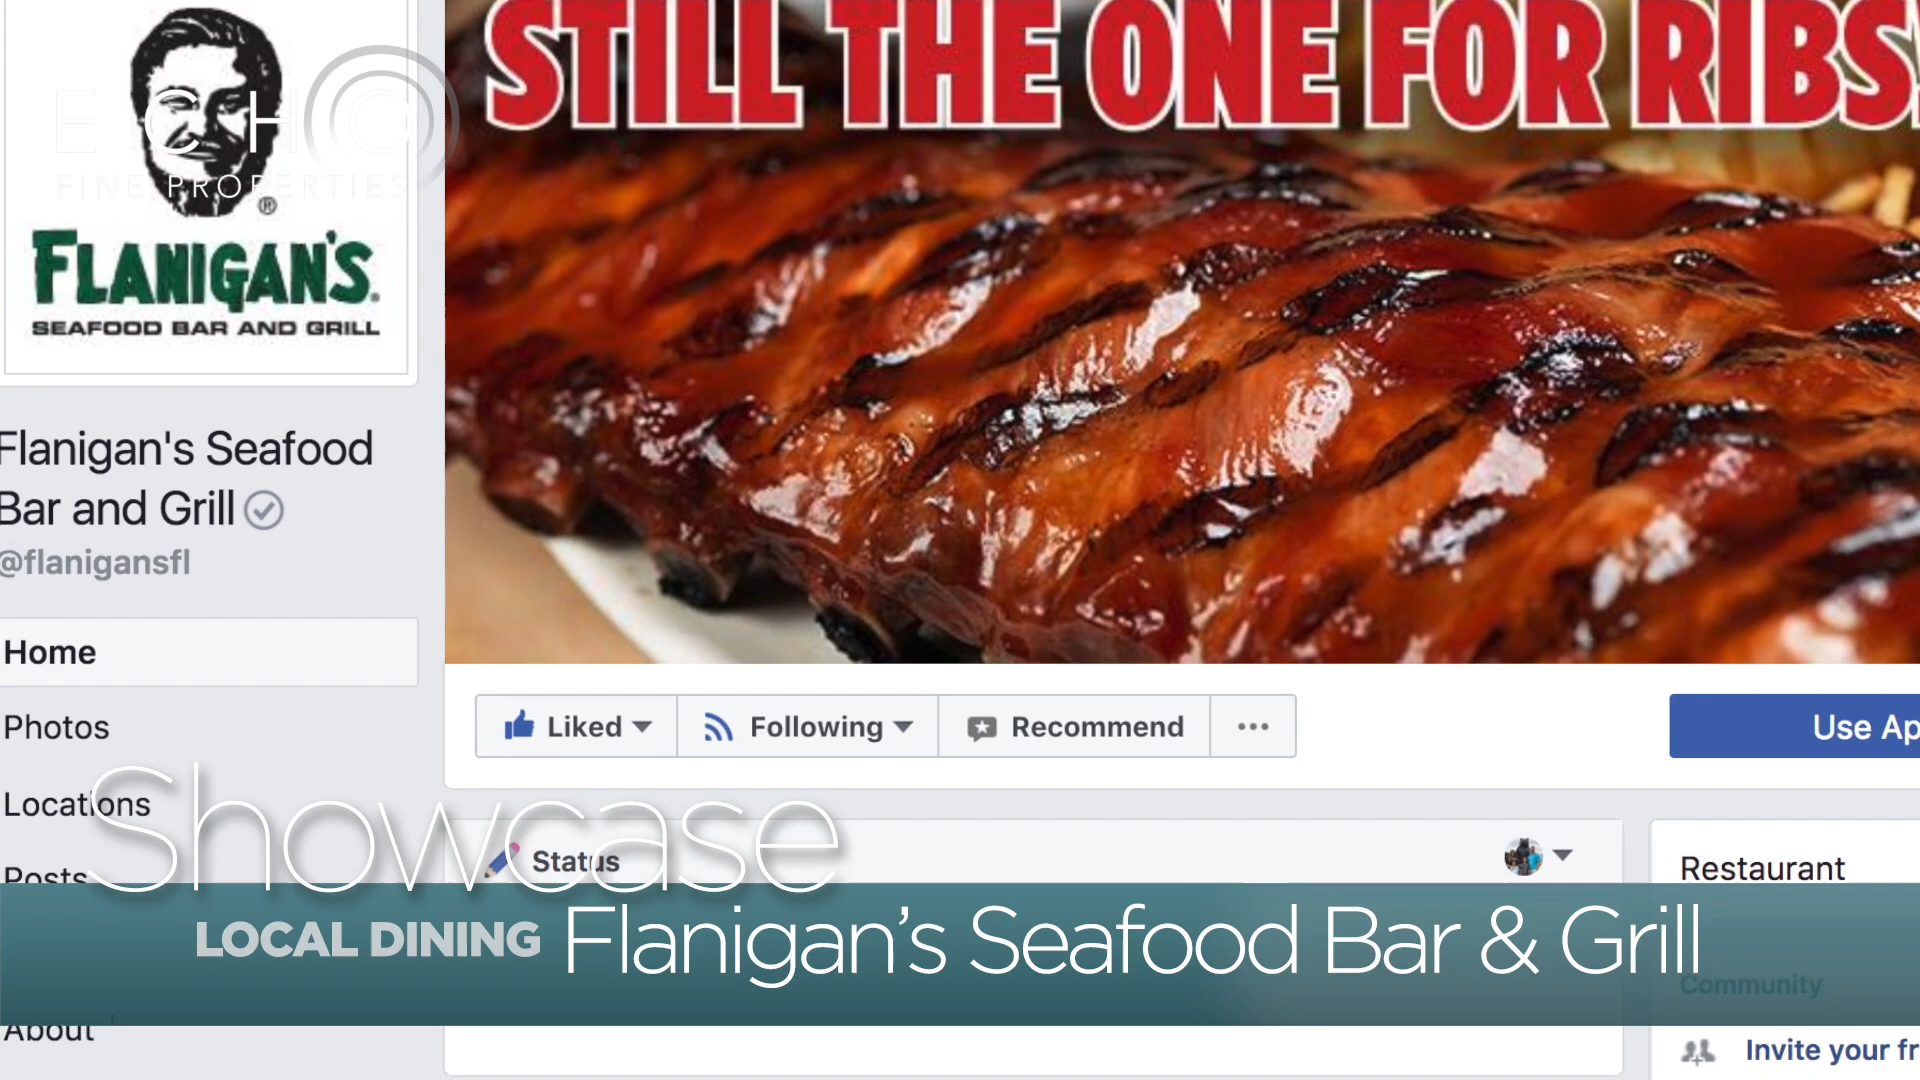 STILL THE ONE FOR RIBS!
ECHO
FINE PROPERTIES
®
FLANIGAN'S.
SEAFOOD BAR AND GRILL
Flanigan's Seafood
Bar and Grill
@flanigansfl
Home
Photos
Locations
Posts
About
Liked
Following
Recommend
Use Ap
Status
Restaurant
Community
Invite your fr
Showcase
LOCAL DINING Flanigan’s Seafood Bar & Grill